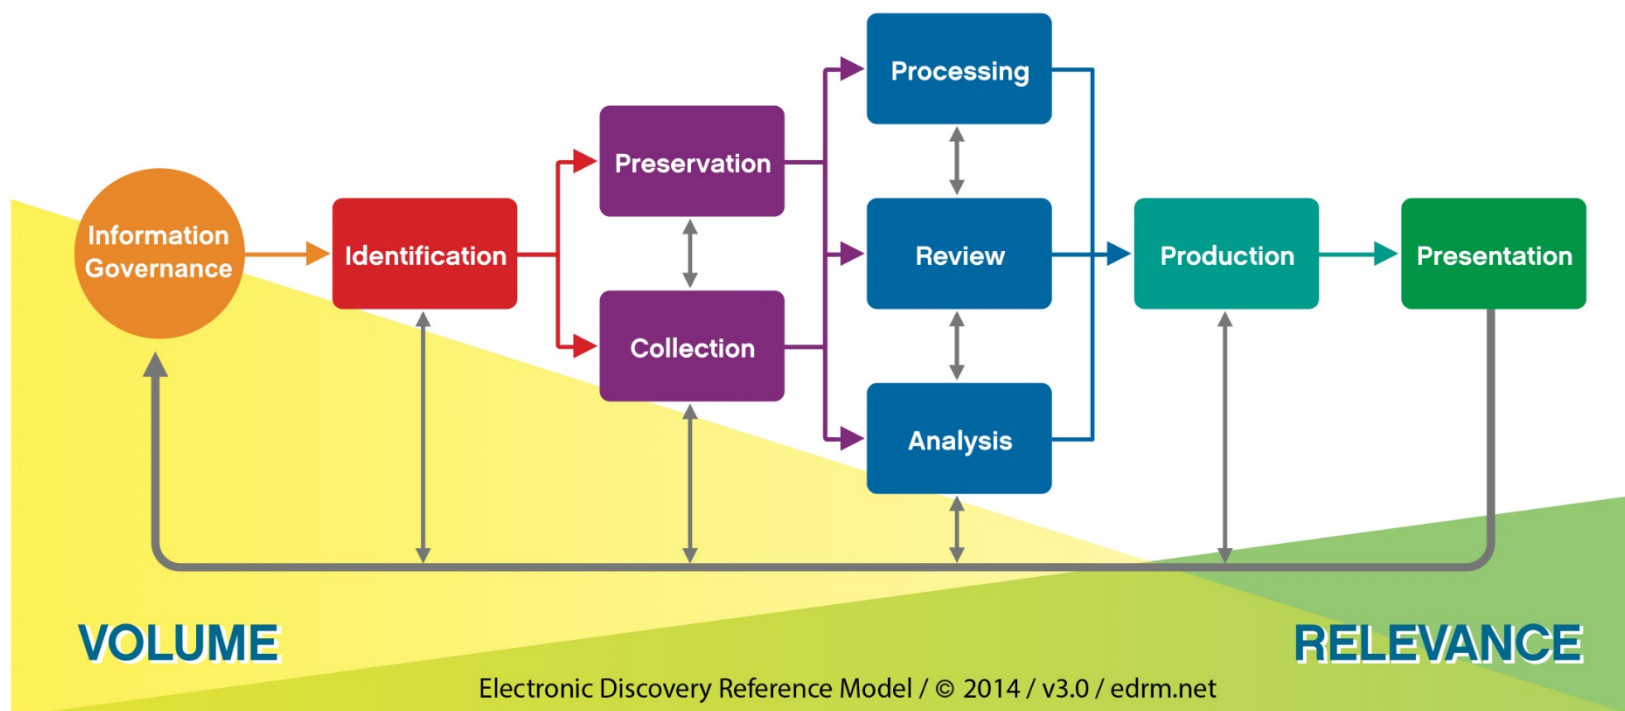 Processing
Preservation
Information
Governance
Identification
Review
Production
Presentation
Collection
Analysis
VOLUME
RELEVANCE
Electronic Discovery Reference Model / © 2014 / v3.0 / edrm.net